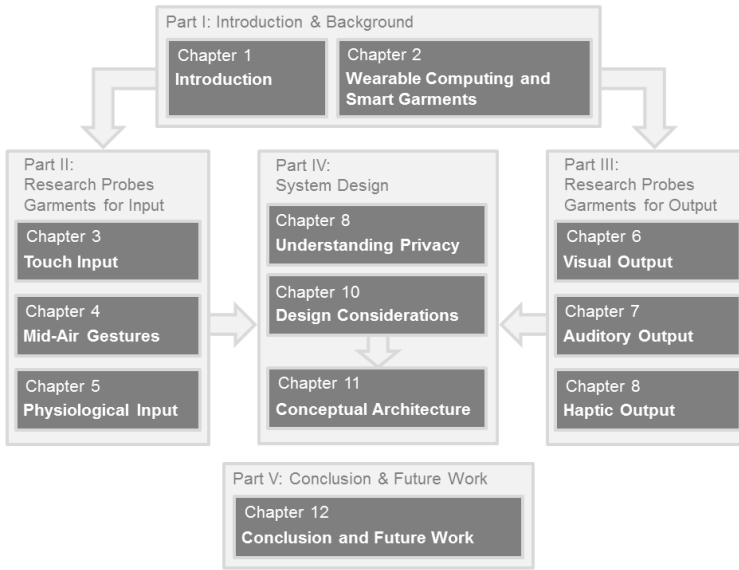 Part I: Introduction & Background
Chapter 1
Introduction
Chapter 2
Wearable Computing and
Smart Garments
Part II:
Research Probes
Garments for Input
Chapter 3
Touch Input
Chapter 4
Mid-Air Gestures
Chapter 5
Physiological Input
Part IV:
System Design
Chapter 8
Understanding Privacy
Chapter 10
Design Considerations
Chapter 11
Conceptual Architecture
Part III:
Research Probes
Garments for Output
Chapter 6
Visual Output
Chapter 7
Auditory Output
Chapter 8
Haptic Output
Part V: Conclusion & Future Work
Chapter 12
Conclusion and Future Work